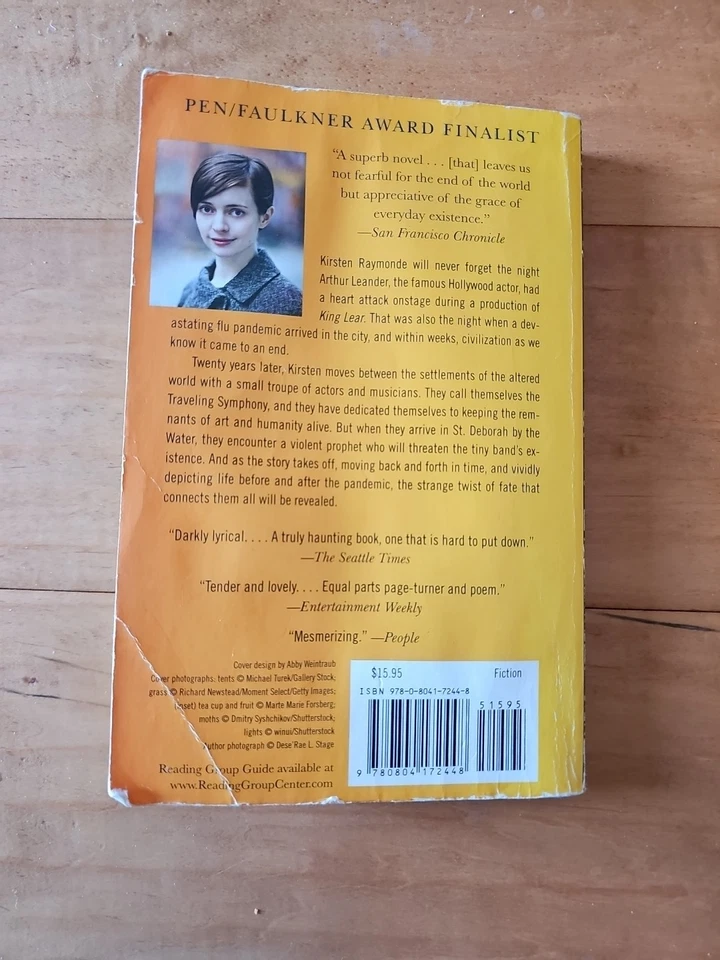 PEN/FAULKNER AWARD FINALIST
“A superb novel . . . [that] leaves us
not fearful for the end of the world
but appreciative of the grace of
everyday existence.”
—San Francisco Chronicle
Kirsten Raymonde will never forget the night
Arthur Leander, the famous Hollywood actor, had
a heart attack onstage during a production of
King Lear. That was also the night when a dev-
astating flu pandemic arrived in the city, and within weeks, civilization as we
know it came to an end.
Twenty years later, Kirsten moves between the settlements of the altered
world with a small troupe of actors and musicians. They call themselves the
Traveling Symphony, and they have dedicated themselves to keeping the rem-
nants of art and humanity alive. But when they arrive in St. Deborah by the
Water, they encounter a violent prophet who will threaten the tiny band’s ex-
istence. And as the story takes off, moving back and forth in time, and vividly
depicting life before and after the pandemic, the strange twist of fate that
connects them all will be revealed.
“Darkly lyrical. . . . A truly haunting book, one that is hard to put down.”
—The Seattle Times
“Tender and lovely. . . . Equal parts page-turner and poem.”
—Entertainment Weekly
“Mesmerizing.” —People
Cover design by Abby Weintraub
Cover photographs: tents © Michael Turek/Gallery Stock;
grass © Richard Newstead/Moment Select/Getty Images;
(inset) tea cup and fruit © Marte Marie Forsberg;
moths © Dmitry Syshchikov/Shutterstock;
lights © winui/Shutterstock
Author photograph © Dese'Rae L. Stage
Reading Group Guide available at
www.ReadingGroupCenter.com
$15.95 Fiction
ISBN 978-0-8041-7244-8
51595
9 780804 172448